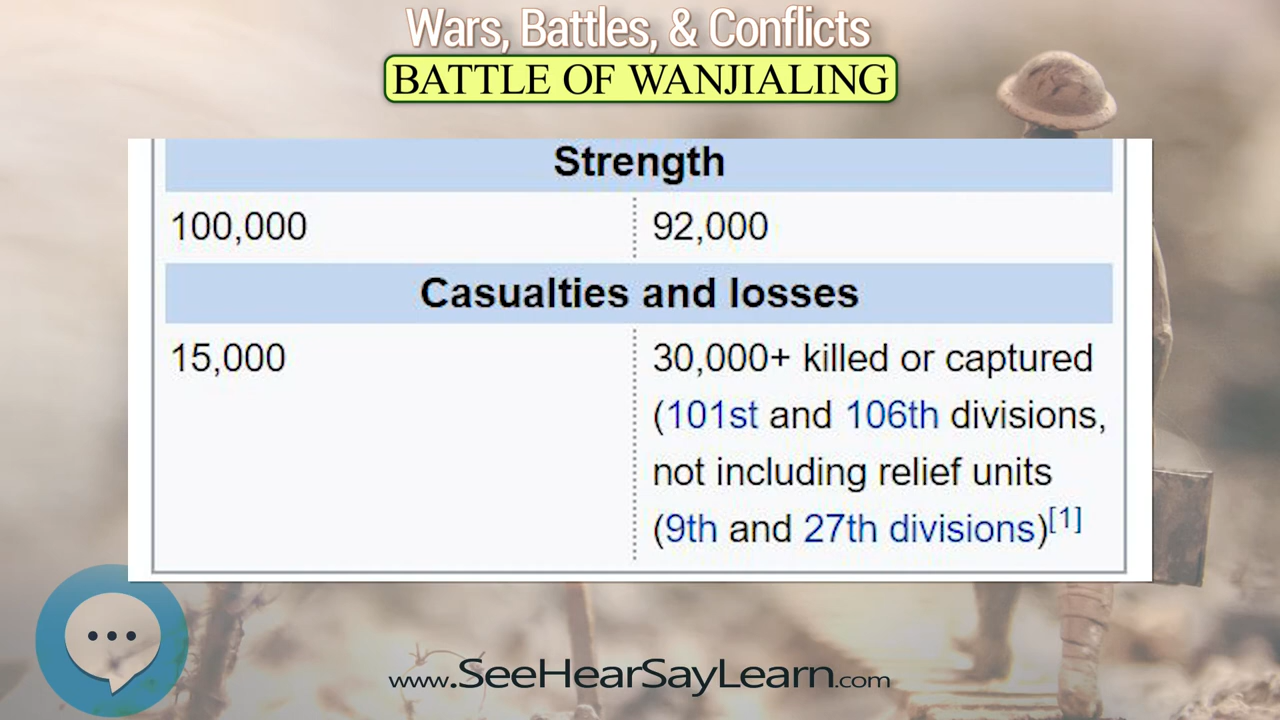 Wars, Battles, & Conflicts
BATTLE OF WANJIALING
Strength
100,000 92,000
Casualties and losses
15,000 30,000+ killed or captured
(101st and 106th divisions,
not including relief units
(9th and 27th divisions)[1]
www.SeeHearSayLearn.com